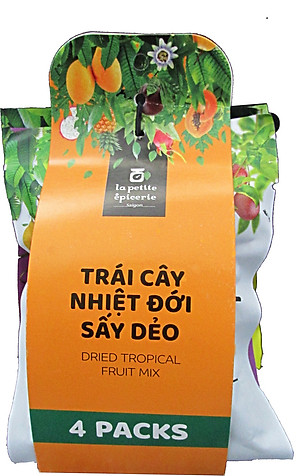 la petite
épicerie
Saigon
TRÁI CÂY
NHIỆT ĐỚI
SẤY DẺO
DRIED TROPICAL
FRUIT MIX
4 PACKS